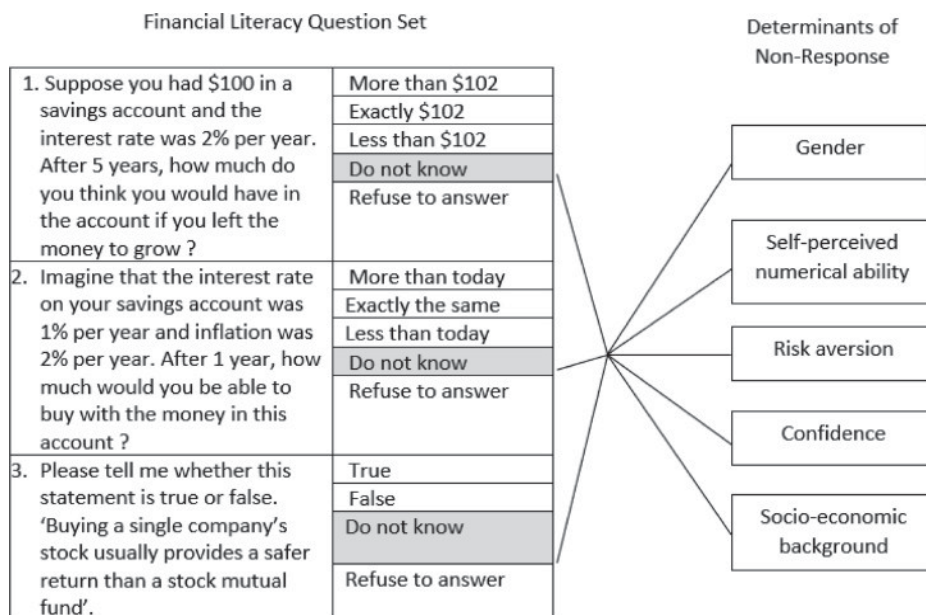 Financial Literacy Question Set
1. Suppose you had $100 in a
savings account and the
interest rate was 2% per year.
After 5 years, how much do
you think you would have in
the account if you left the
money to grow ?
More than $102
Exactly $102
Less than $102
Do not know
Refuse to answer
2. Imagine that the interest rate
on your savings account was
1% per year and inflation was
2% per year. After 1 year, how
much would you be able to
buy with the money in this
account ?
More than today
Exactly the same
Less than today
Do not know
Refuse to answer
3. Please tell me whether this
statement is true or false.
‘Buying a single company’s
stock usually provides a safer
return than a stock mutual
fund’.
True
False
Do not know
Refuse to answer
Determinants of
Non-Response
Gender
Self-perceived
numerical ability
Risk aversion
Confidence
Socio-economic
background